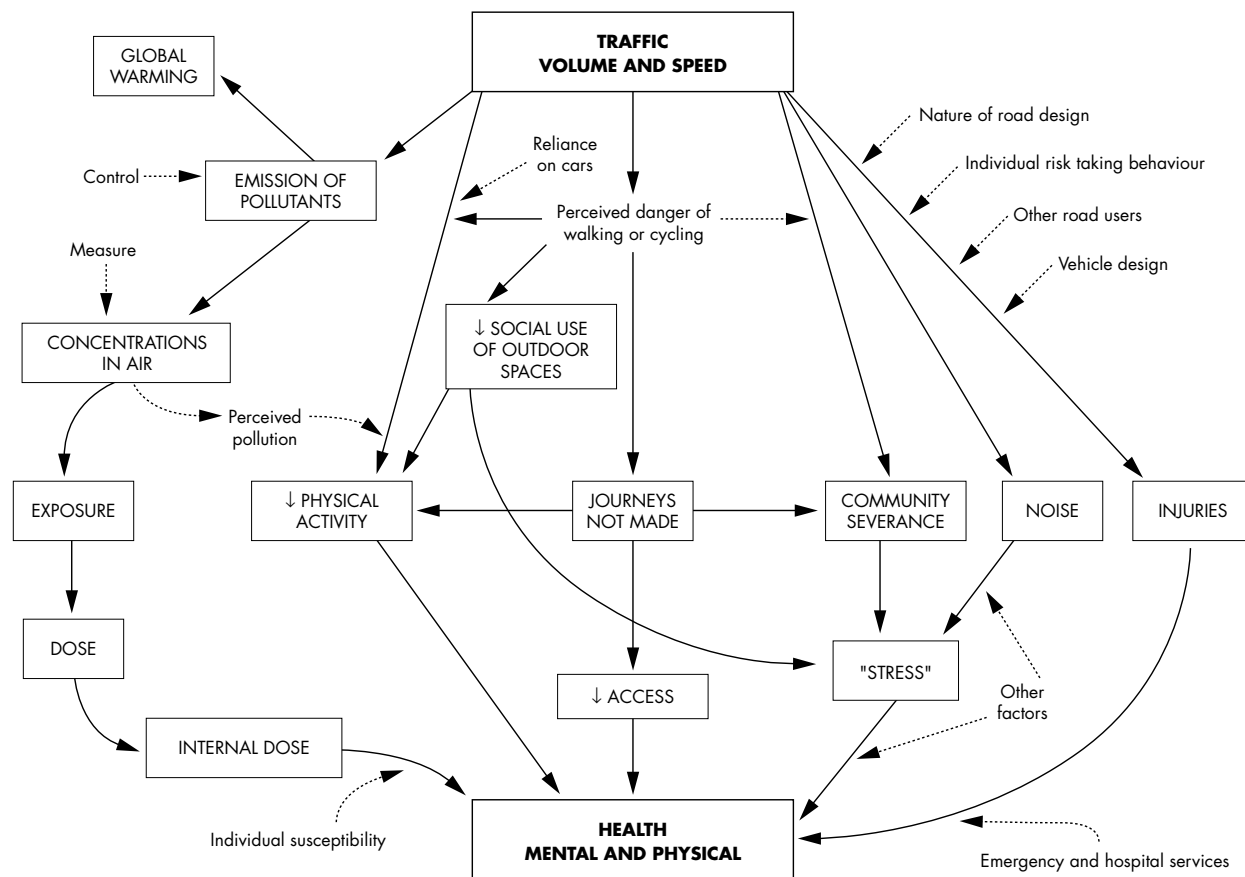 TRAFFIC
VOLUME AND SPEED
GLOBAL
WARMING
Nature of road design
Reliance
on cars
Individual risk taking behaviour
Control
EMISSION OF
POLLUTANTS
Perceived danger of
walking or cycling
Other road users
Measure
Vehicle design
CONCENTRATIONS
IN AIR
↓ SOCIAL USE
OF OUTDOOR
SPACES
Perceived
pollution
EXPOSURE
↓ PHYSICAL
ACTIVITY
JOURNEYS
NOT MADE
COMMUNITY
SEVERANCE
NOISE
INJURIES
DOSE
"STRESS"
↓ ACCESS
Other
factors
INTERNAL DOSE
Individual susceptibility
HEALTH
MENTAL AND PHYSICAL
Emergency and hospital services